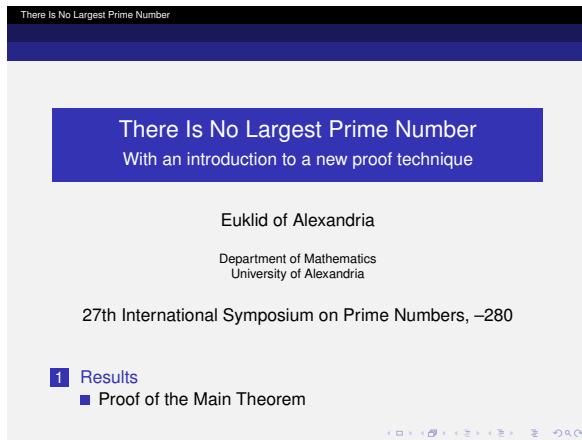 There Is No Largest Prime Number
There Is No Largest Prime Number
With an introduction to a new proof technique
Euklid of Alexandria
Department of Mathematics
University of Alexandria
27th International Symposium on Prime Numbers, –280
1 Results
Proof of the Main Theorem